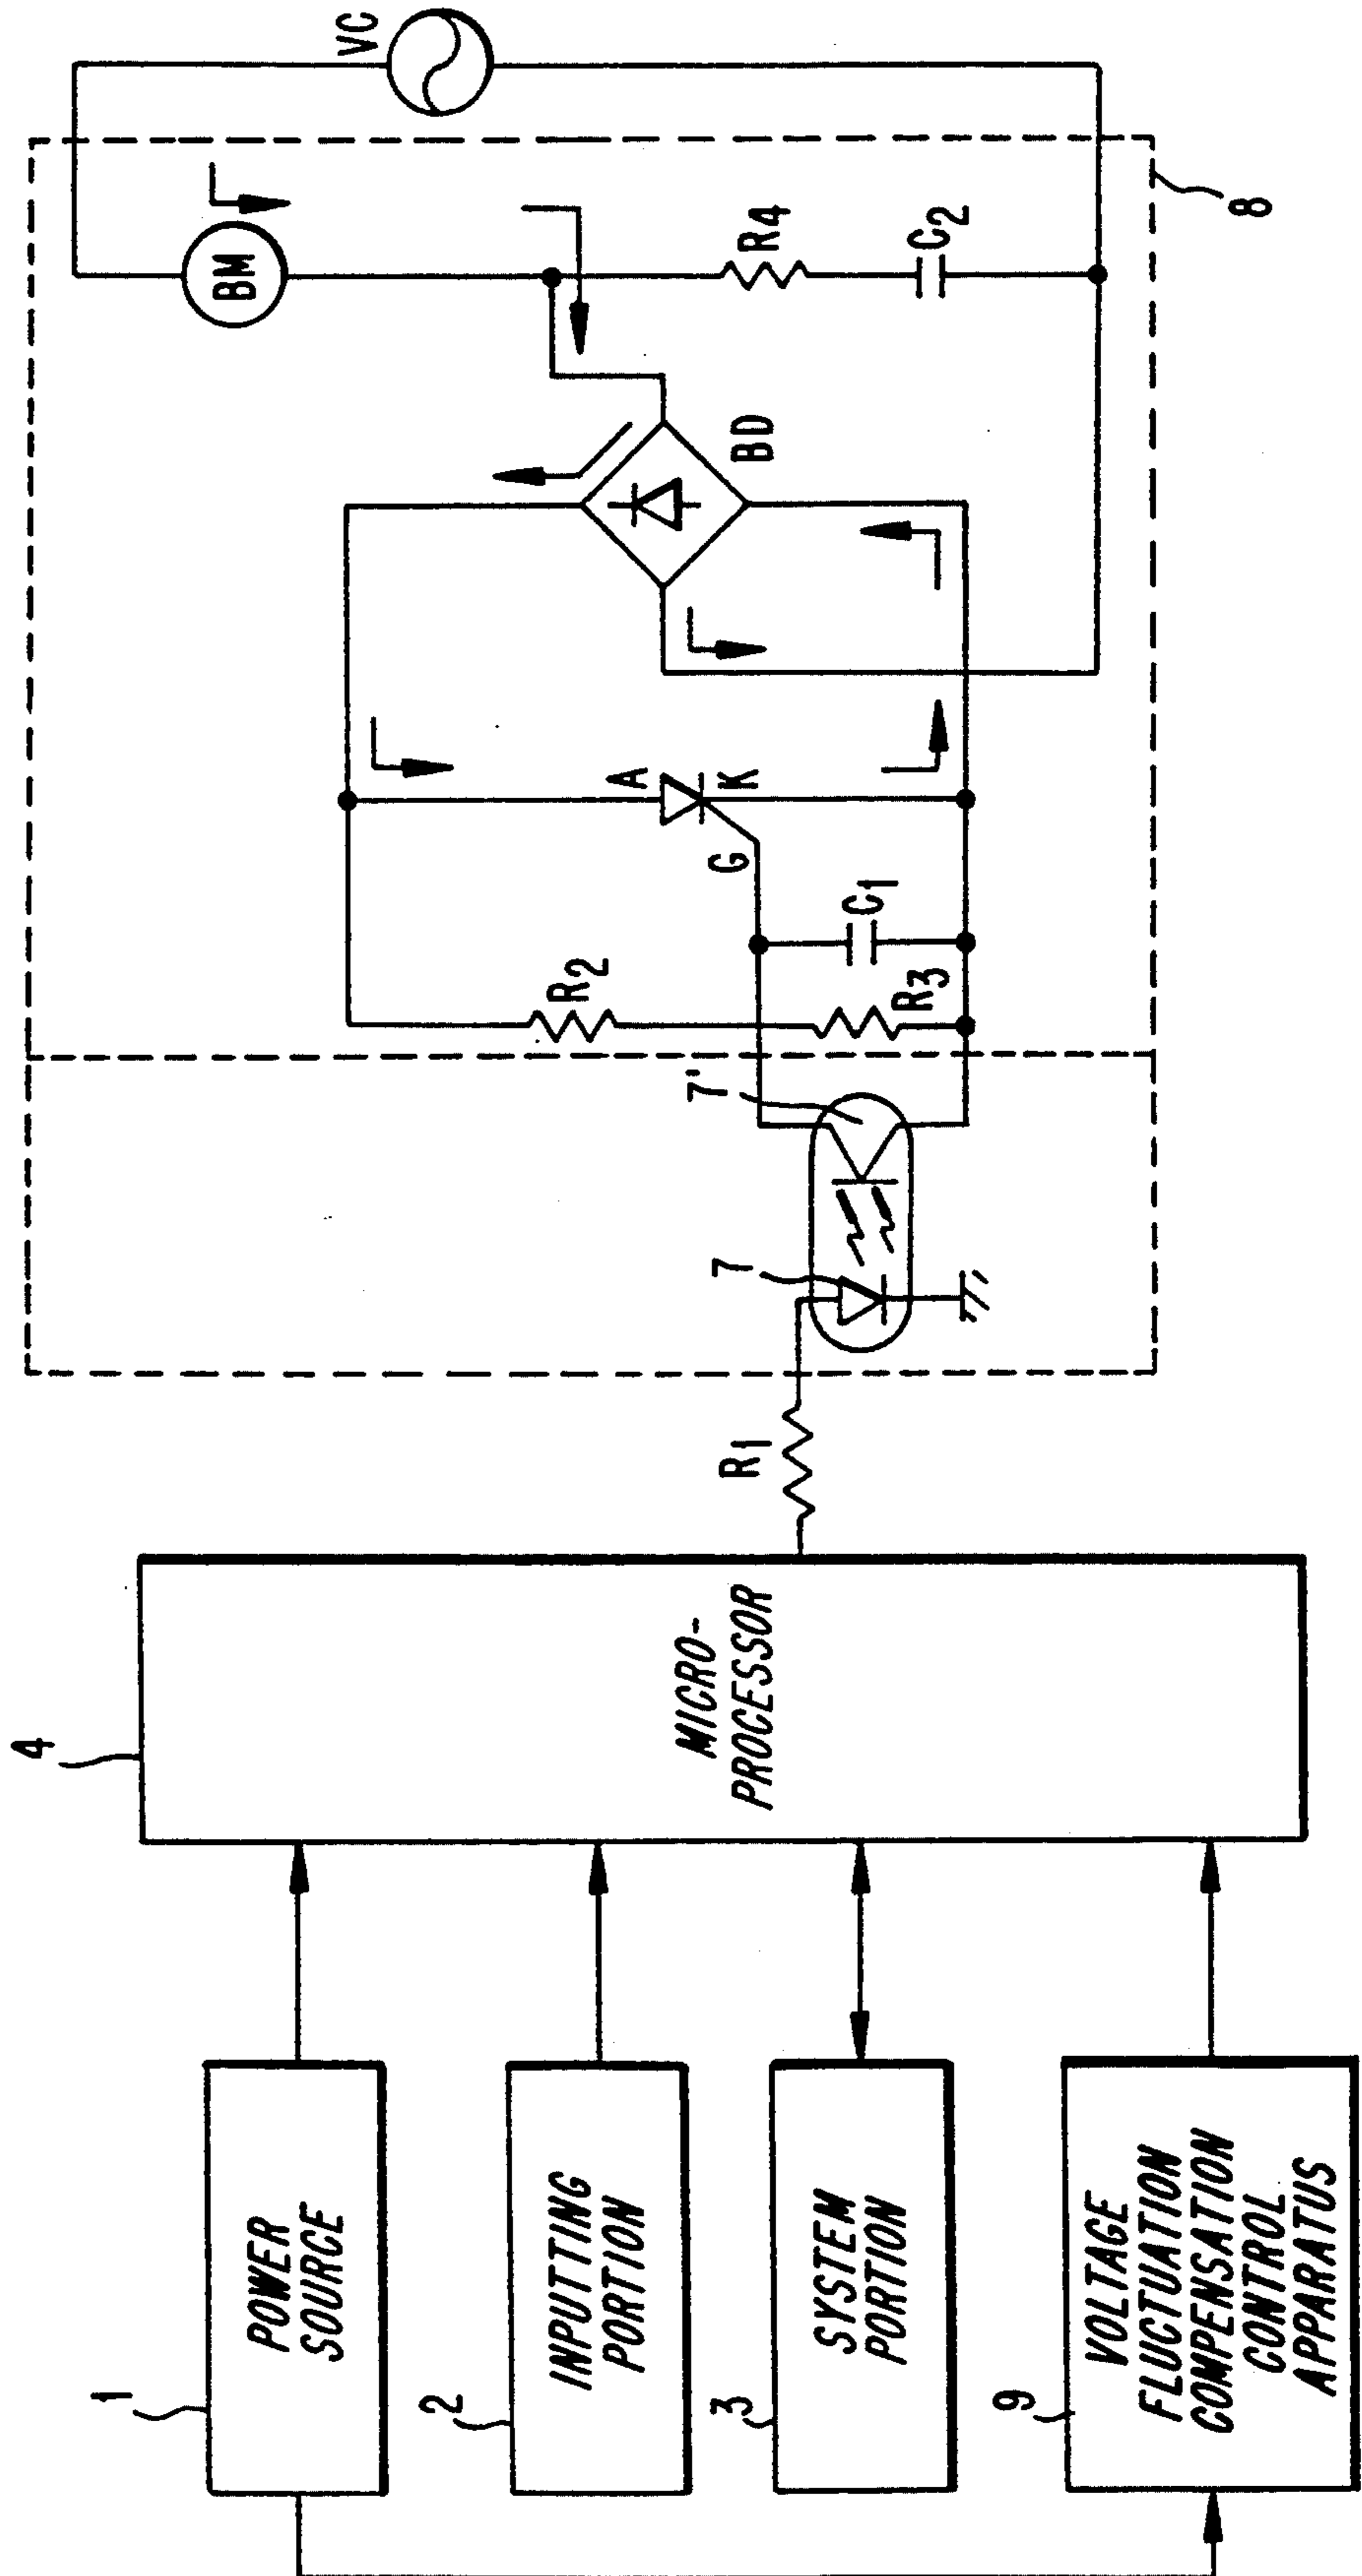 1
POWER
SOURCE
2
INPUTTING
PORTION
3
SYSTEM
PORTION
9
VOLTAGE
FLUCTUATION
COMPENSATION
CONTROL
APPARATUS
4
MICRO-
PROCESSOR
R1
7
7'
R2
R3
C1
G
A
K
BD
BM
R4
C2
VC
8